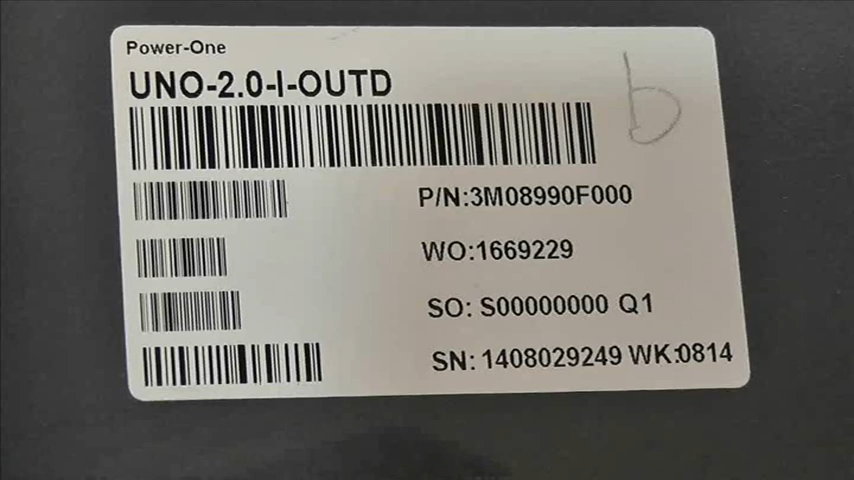 Power-One
UNO-2.0-I-OUTD
b
P/N:3M08990F000
WO:1669229
SO: S00000000 Q1
SN: 1408029249 WK:0814